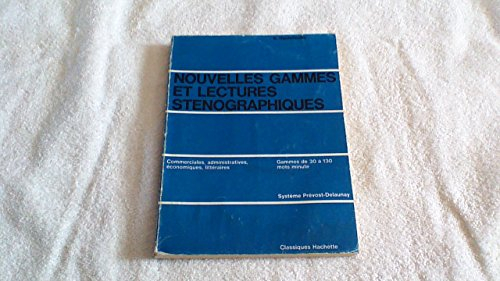 NOUVELLES GAMMES
ET LECTURES
STENOGRAPHIQUES
Commerciales, administratives,
économiques, littéraires
Gammes de 30 à 130
mots minute
Système Prévost-Delaunay
Classiques Hachette